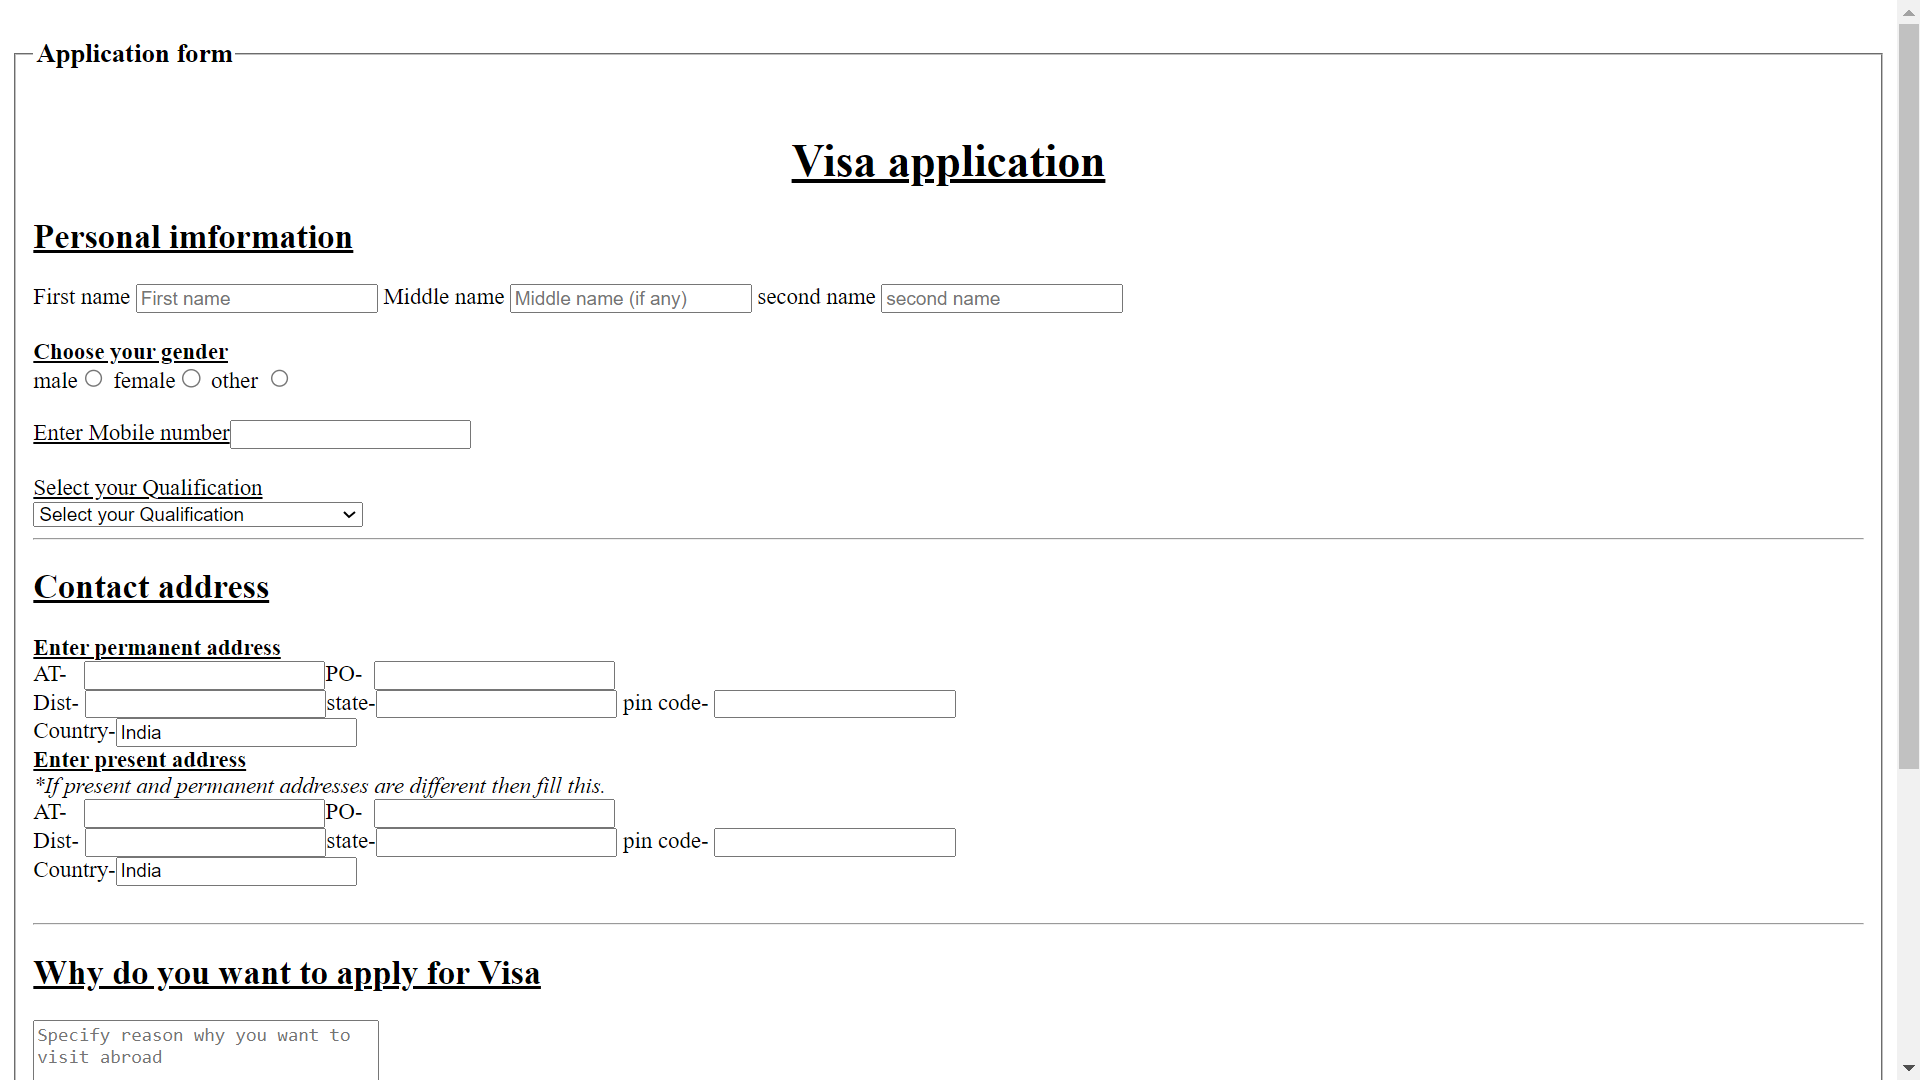 Application form
Visa application
Personal imformation
First name First name Middle name Middle name (if any) second name second name
Choose your gender
male female other
Enter Mobile number
Select your Qualification
Select your Qualification
Contact address
Enter permanent address
AT- PO-
Dist- state- pin code-
Country- India
Enter present address
*If present and permanent addresses are different then fill this.
AT- PO-
Dist- state- pin code-
Country- India
Why do you want to apply for Visa
Specify reason why you want to
visit abroad